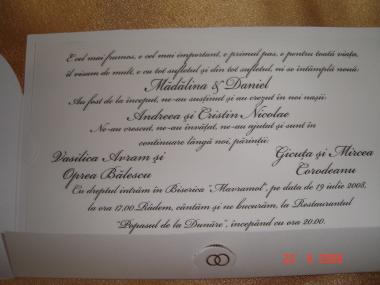 E cel mai frumos, e cel mai important, e primul pas, e pentru toată viața,
îl visam de mult, e cu tot sufletul și din tot sufletul, ni se întâmplă nouă:
Mădălina & Daniel
Au fost de la început, ne-au susținut și au crezut în noi nașii:
Andreea și Cristin Nicolae
Ne-au crescut, ne-au învățat, ne-au ajutat și sunt în
continuare lângă noi, părinții:
Vasilica Avram și
Oprea Bălescu
Gicuța și Mircea
Corodeanu
Cu dreptul intrăm în Biserica "Mavramol", pe data de 19 iulie 2008,
la ora 17.00. Râdem, cântăm și ne bucurăm, la Restaurantul
"Popasul de la Dunăre", începând cu ora 20.00.